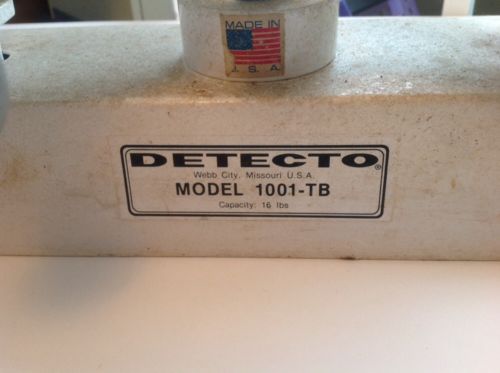 MADE IN
U.S.A.
DETECTO®
Webb City, Missouri U.S.A.
MODEL 1001-TB
Capacity: 16 lbs